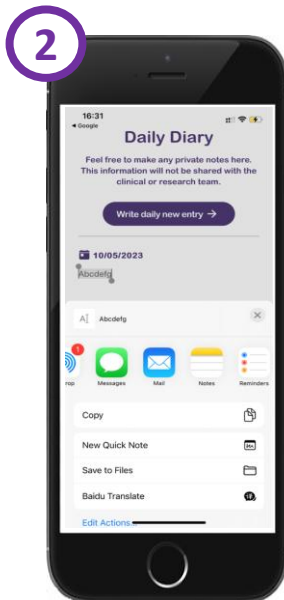 2
16:31
◀ Google
Daily Diary
Feel free to make any private notes here.
This information will not be shared with the
clinical or research team.
Write daily new entry →
10/05/2023
Abcdefg
Abcdefg
1
rop Messages Mail Notes Reminders
Copy
New Quick Note
Save to Files
Baidu Translate
Edit Actions...